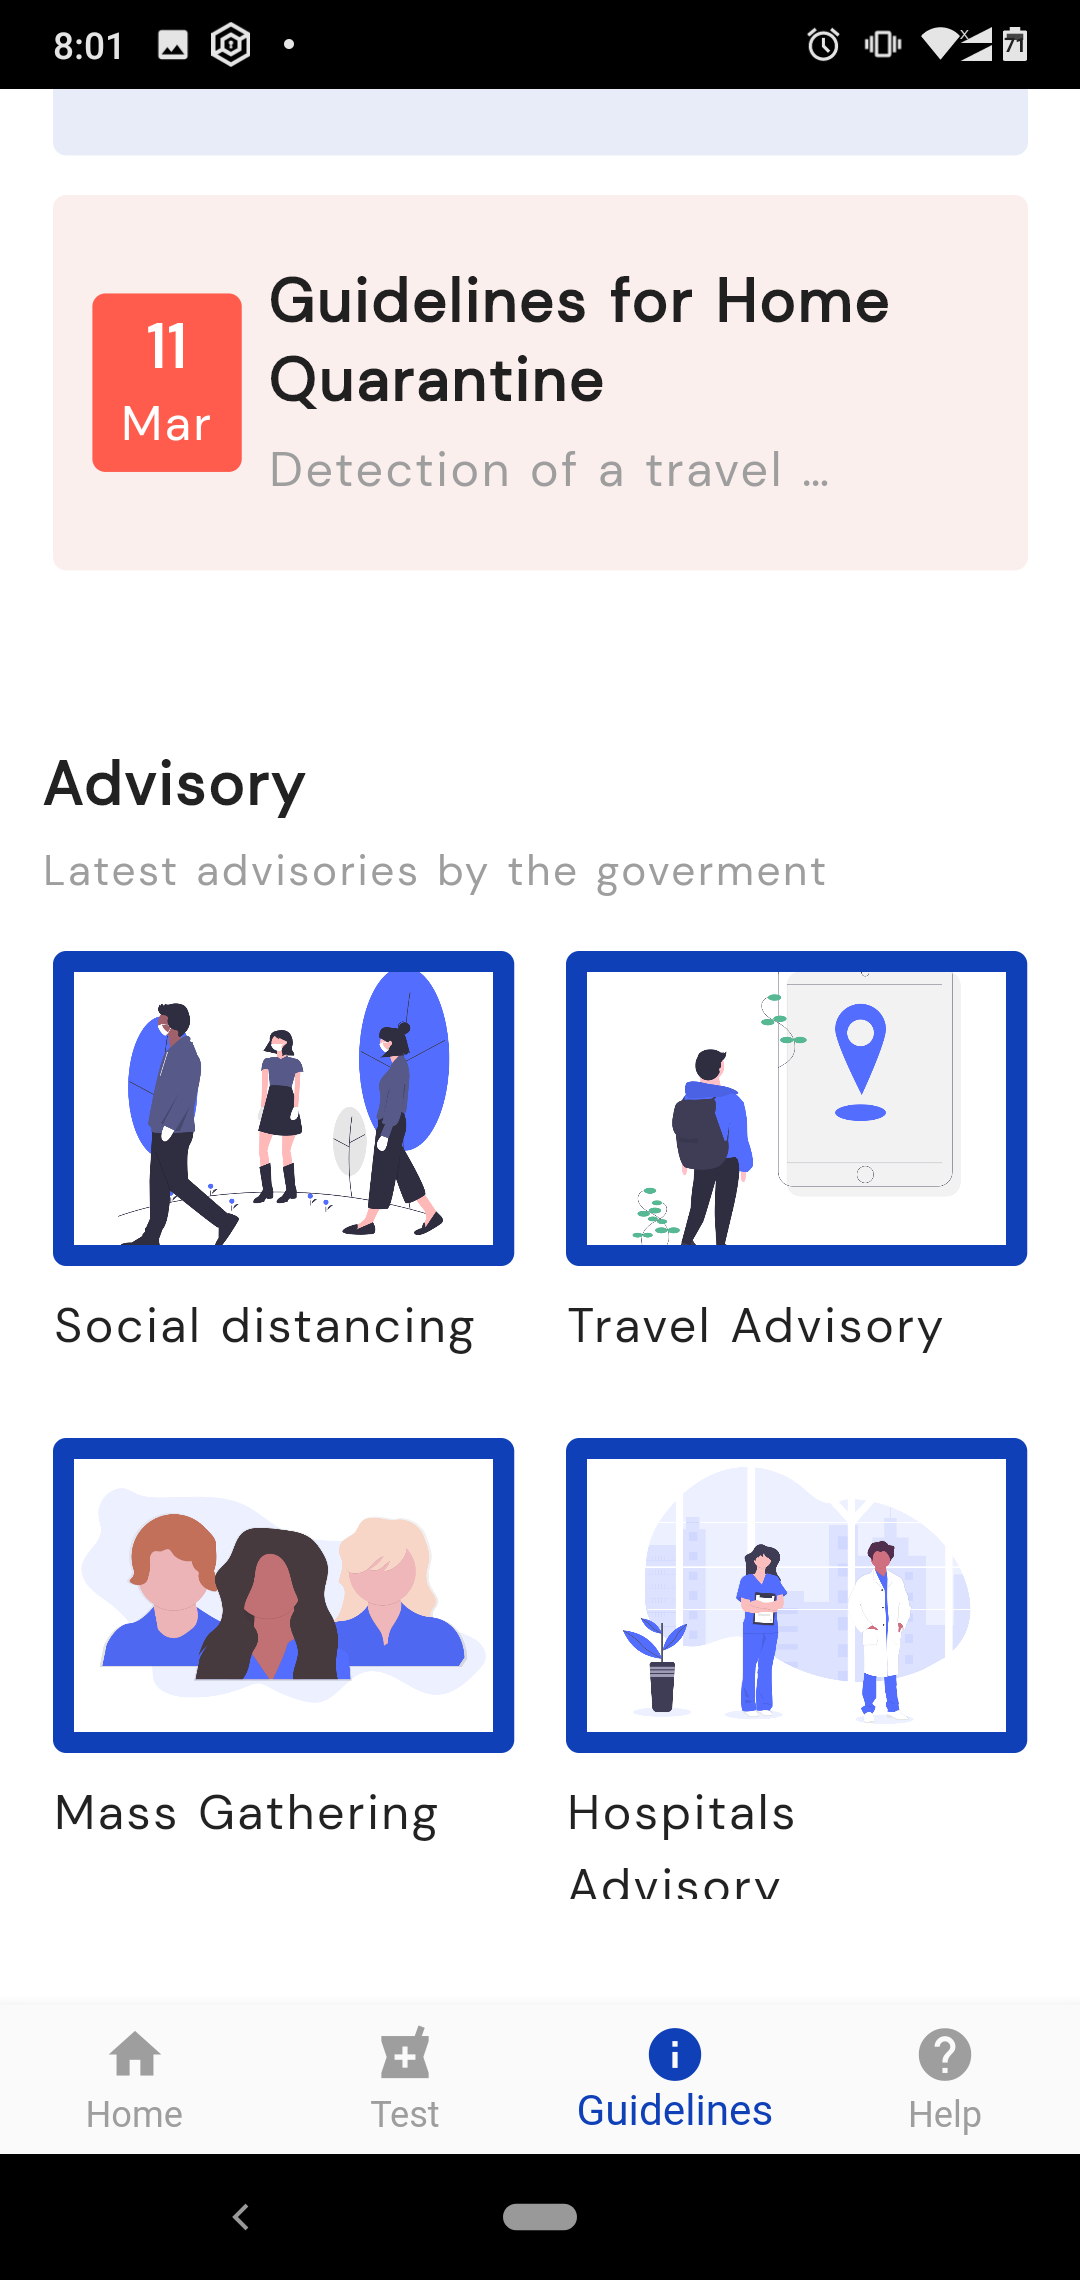 8:01
x
71
11
Mar
Guidelines for Home
Quarantine
Detection of a travel ...
Advisory
Latest advisories by the goverment
Social distancing
Travel Advisory
Mass Gathering
Hospitals
Advisory
Home
Test
Guidelines
Help